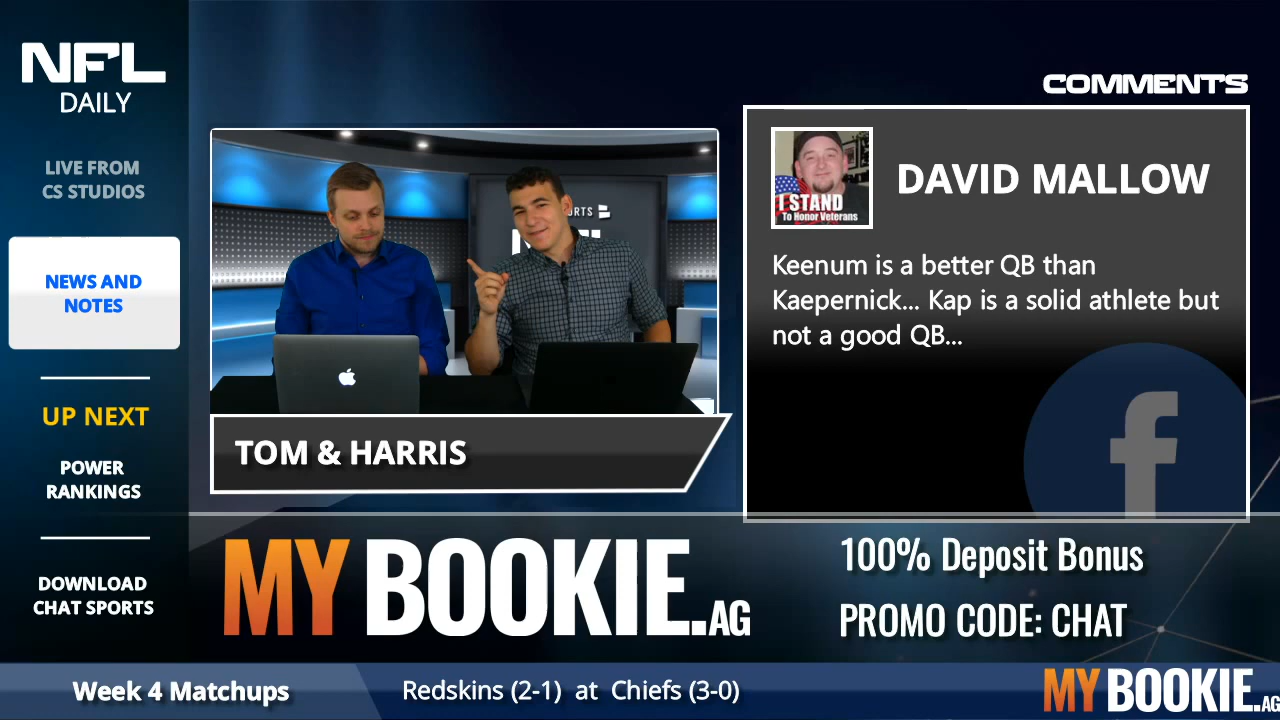 NFL
DAILY
LIVE FROM
CS STUDIOS
NEWS AND
NOTES
UP NEXT
POWER
RANKINGS
DOWNLOAD
CHAT SPORTS
TOM & HARRIS
COMMENTS
I STAND
To Honor Veterans
DAVID MALLOW
Keenum is a better QB than
Kaepernick... Kap is a solid athlete but
not a good QB...
f
MYBOOKIE.AG
100% Deposit Bonus
PROMO CODE: CHAT
Week 4 Matchups
Redskins (2-1) at Chiefs (3-0)
MYBOOKIE.AG